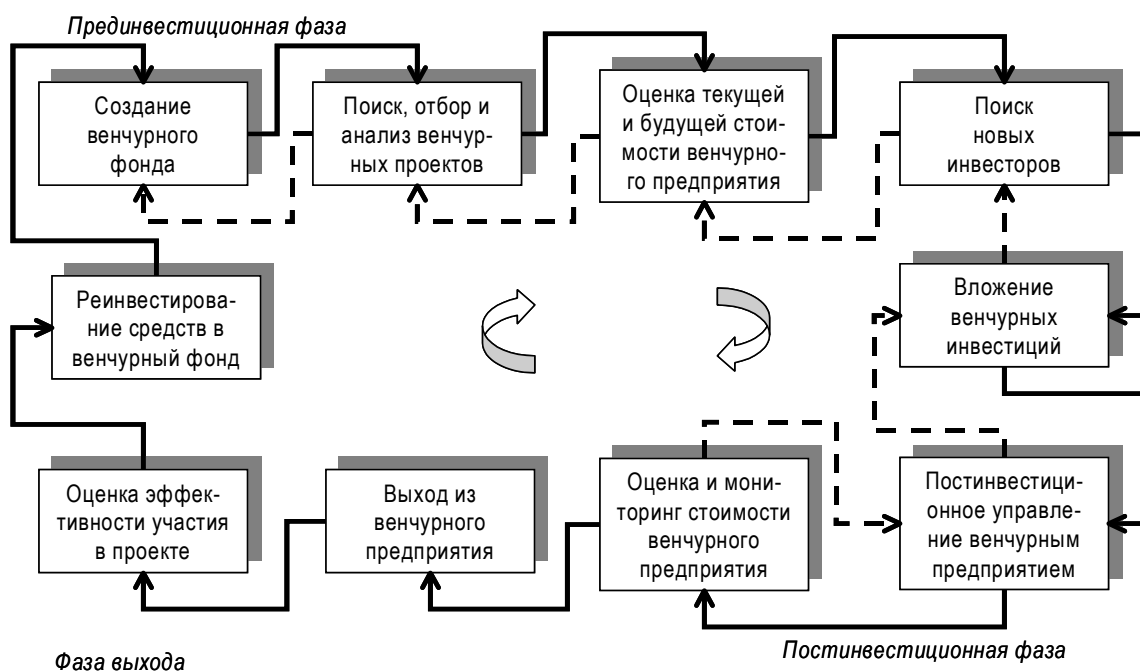 Прединвестиционная фаза
Создание
венчурного
фонда
Поиск, отбор и
анализ венчур-
ных проектов
Оценка текущей
и будущей стои-
мости венчурно-
го предприятия
Поиск
новых
инвесторов
Реинвестирова-
ние средств в
венчурный фонд
Вложение
венчурных
инвестиций
Оценка эффек-
тивности участия
в проекте
Выход из
венчурного
предприятия
Оценка и мони-
торинг стоимости
венчурного
предприятия
Постинвестици-
онное управле-
ние венчурным
предприятием
Фаза выхода
Постинвестиционная фаза